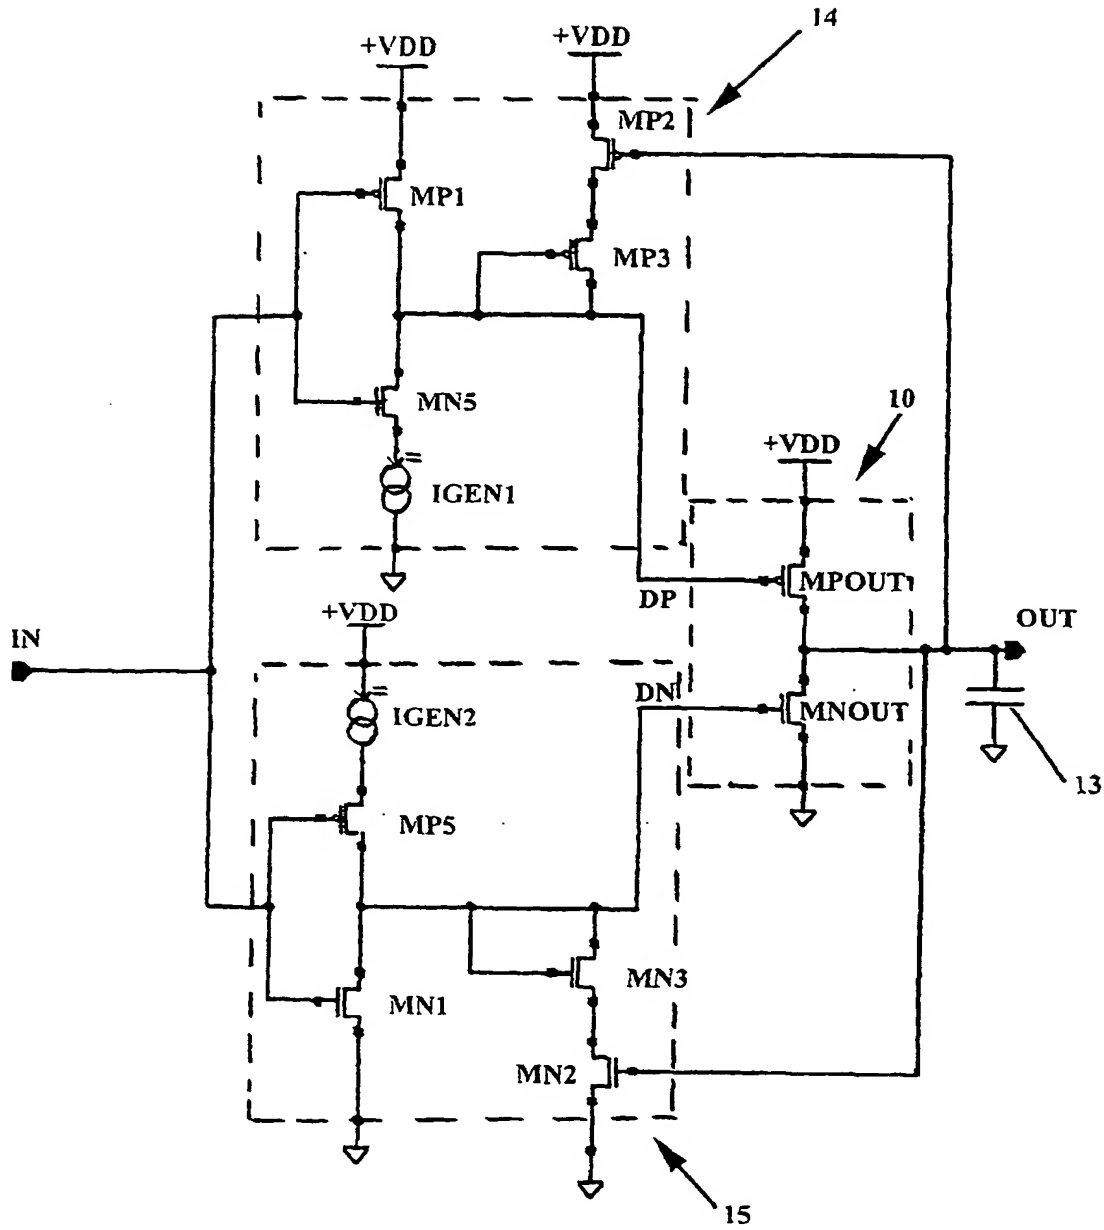 14
+VDD
+VDD
MP2
MP1
MP3
MN5
10
+VDD
IGEN1
MPOUT
DP
+VDD
OUT
IN
DN
MNOUT
IGEN2
13
MP5
MN3
MN1
MN2
15